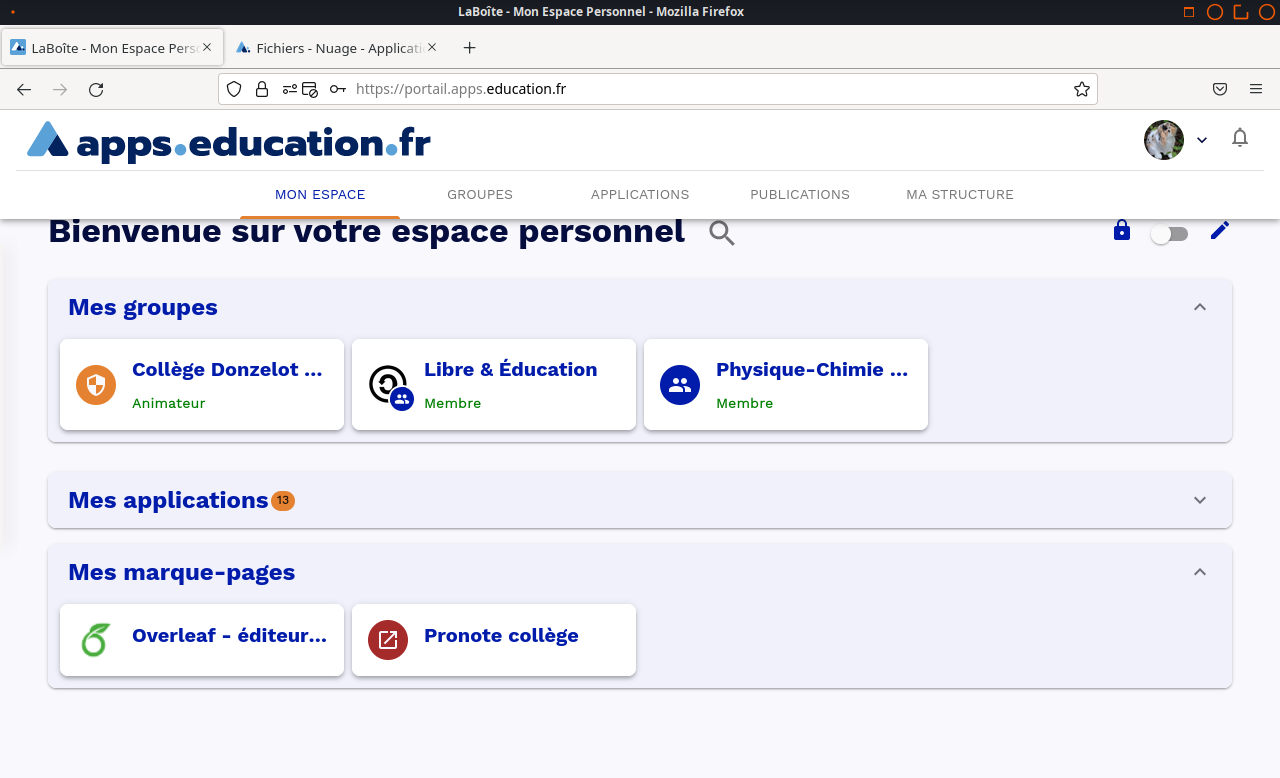 LaBoîte - Mon Espace Personnel - Mozilla Firefox
LaBoîte - Mon Espace Pers
Fichiers - Nuage - Applicati
https://portail.apps.education.fr
apps.education.fr
MON ESPACE GROUPES APPLICATIONS PUBLICATIONS MA STRUCTURE
Bienvenue sur votre espace personnel
Mes groupes
Collège Donzelot ... Libre & Éducation Physique-Chimie ...
Animateur Membre Membre
Mes applications 13
Mes marque-pages
Overleaf - éditeur... Pronote collège